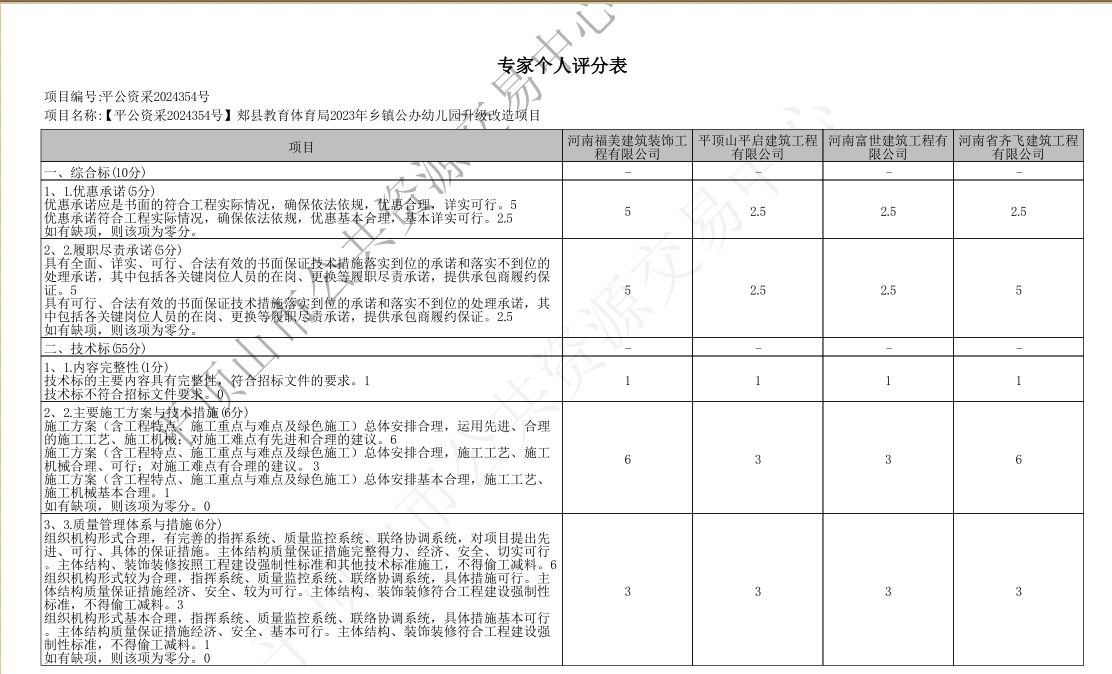 专家个人评分表
项目编号:平公资采2024354号
项目名称:【平公资采2024354号】郏县教育体育局2023年乡镇公办幼儿园升级改造项目
项目
河南福美建筑装饰工
程有限公司
平顶山平启建筑工程
有限公司
河南富世建筑工程有
限公司
河南省齐飞建筑工程
有限公司
一、综合标(10分)
–
–
–
–
1、1.优惠承诺(5分)
优惠承诺应是书面的符合工程实际情况，确保依法依规，优惠合理，详实可行。5
优惠承诺符合工程实际情况，确保依法依规，优惠基本合理，基本详实可行。2.5
如有缺项，则该项为零分。
5
2.5
2.5
2.5
2、2.履职尽责承诺(5分)
具有全面、详实、可行、合法有效的书面保证技术措施落实到位的承诺和落实不到位的
处理承诺，其中包括各关键岗位人员的在岗、更换等履职尽责承诺，提供承包商履约保
证。5
具有可行、合法有效的书面保证技术措施落实到位的承诺和落实不到位的处理承诺，其
中包括各关键岗位人员的在岗、更换等履职尽责承诺，提供承包商履约保证。2.5
如有缺项，则该项为零分。
5
2.5
2.5
5
二、技术标(55分)
–
–
–
–
1、1.内容完整性(1分)
技术标的主要内容具有完整性，符合招标文件的要求。1
技术标不符合招标文件要求。0
1
1
1
1
2、2.主要施工方案与技术措施(6分)
施工方案（含工程特点、施工重点与难点及绿色施工）总体安排合理，运用先进、合理
的施工工艺、施工机械；对施工难点有先进和合理的建议。6
施工方案（含工程特点、施工重点与难点及绿色施工）总体安排合理，施工工艺、施工
机械合理、可行；对施工难点有合理的建议。3
施工方案（含工程特点、施工重点与难点及绿色施工）总体安排基本合理，施工工艺、
施工机械基本合理。1
如有缺项，则该项为零分。0
6
3
3
6
3、3.质量管理体系与措施(6分)
组织机构形式合理，有完善的指挥系统、质量监控系统、联络协调系统，对项目提出先
进、可行、具体的保证措施。主体结构质量保证措施完整得力、经济、安全、切实可行
。主体结构、装饰装修按照工程建设强制性标准和其他技术标准施工，不得偷工减料。6
组织机构形式较为合理，指挥系统、质量监控系统、联络协调系统，具体措施可行。主
体结构质量保证措施经济、安全、较为可行。主体结构、装饰装修符合工程建设强制性
标准，不得偷工减料。3
组织机构形式基本合理，指挥系统、质量监控系统、联络协调系统，具体措施基本可行
。主体结构质量保证措施经济、安全、基本可行。主体结构、装饰装修符合工程建设强
制性标准，不得偷工减料。1
如有缺项，则该项为零分。0
3
3
3
3
平顶山市公共资源交易中心
平顶山市公共资源交易中心